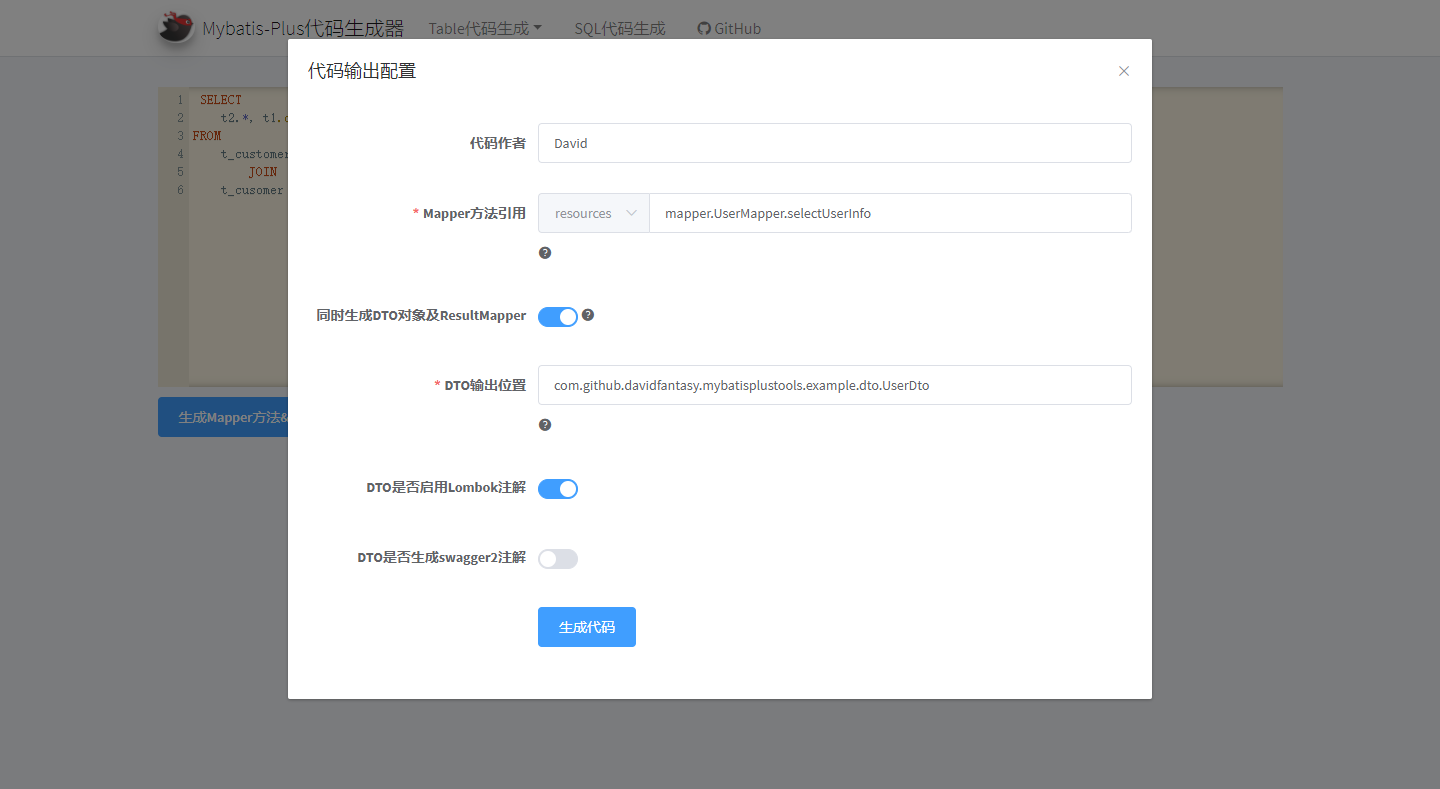 Mybatis-Plus代码生成器 Table代码生成 SQL代码生成 GitHub
代码输出配置
1 SELECT
2 t2.*, t1.
3 FROM
4 t_customer
5 JOIN
6 t_cusomer
生成Mapper方法&
代码作者 David
* Mapper方法引用 resources mapper.UserMapper.selectUserInfo
?
同时生成DTO对象及ResultMapper ?
* DTO输出位置 com.github.davidfantasy.mybatisplustools.example.dto.UserDto
?
DTO是否启用Lombok注解
DTO是否生成swagger2注解
生成代码